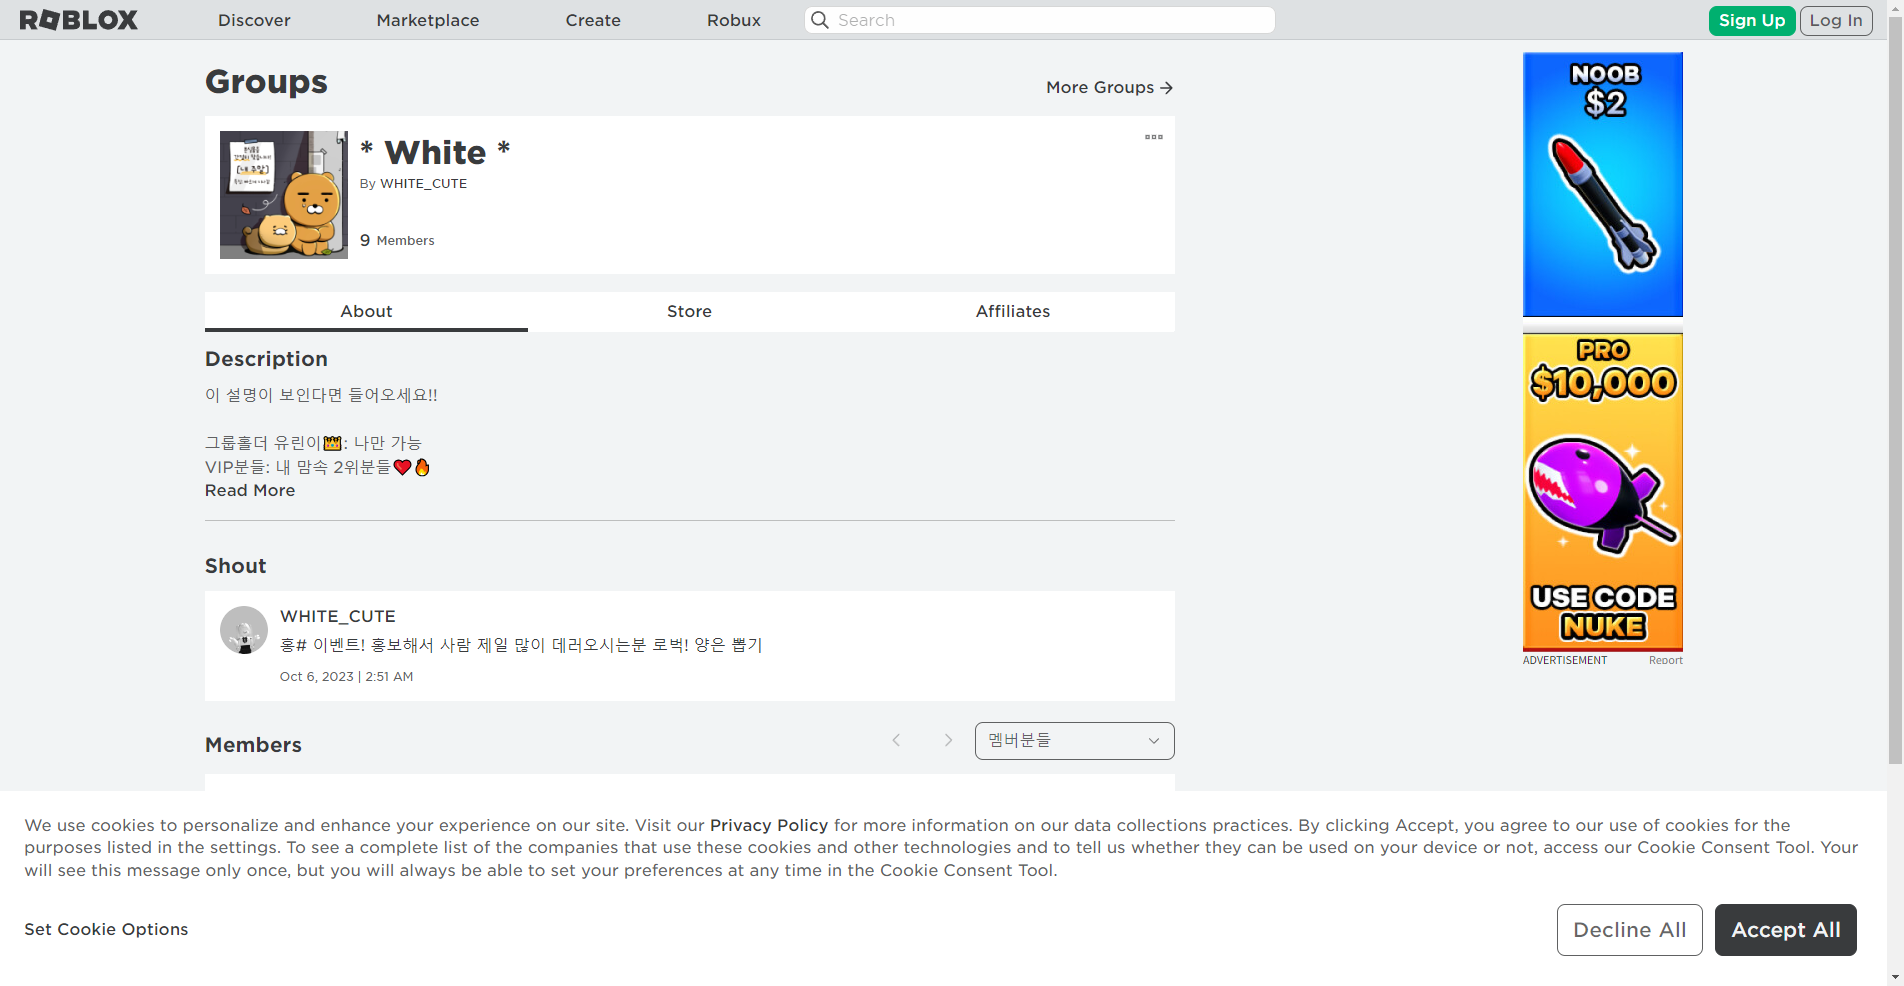 ROBLOX
Discover
Marketplace
Create
Robux
Search
Sign Up
Log In
Groups
More Groups
* White *
By WHITE_CUTE
9 Members
About
Store
Affiliates
Description
이 설명이 보인다면 들어오세요!!
그룹홀더 유린이👑: 나만 가능
VIP분들: 내 맘속 2위분들❤️🔥
Read More
Shout
WHITE_CUTE
홍# 이벤트! 홍보해서 사람 제일 많이 데러오시는분 로벅! 양은 뽑기
Oct 6, 2023 | 2:51 AM
Members
멤버분들
NOOB
$2
PRO
$10,000
USE CODE
NUKE
ADVERTISEMENT
Report
We use cookies to personalize and enhance your experience on our site. Visit our Privacy Policy for more information on our data collections practices. By clicking Accept, you agree to our use of cookies for the
purposes listed in the settings. To see a complete list of the companies that use these cookies and other technologies and to tell us whether they can be used on your device or not, access our Cookie Consent Tool. Your
will see this message only once, but you will always be able to set your preferences at any time in the Cookie Consent Tool.
Set Cookie Options
Decline All
Accept All